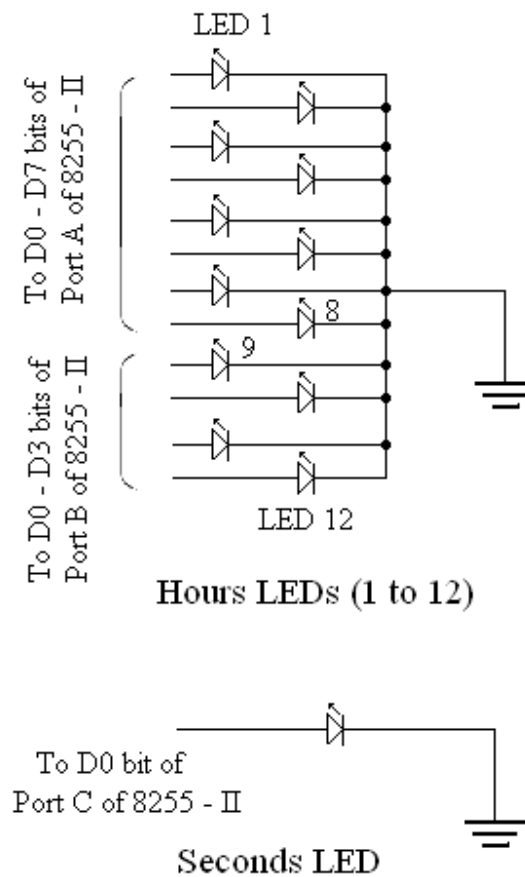 LED 1
To D0 - D7 bits of
Port A of 8255 - II
8
9
To D0 - D3 bits of
Port B of 8255 - II
LED 12
Hours LEDs (1 to 12)
To D0 bit of
Port C of 8255 - II
Seconds LED